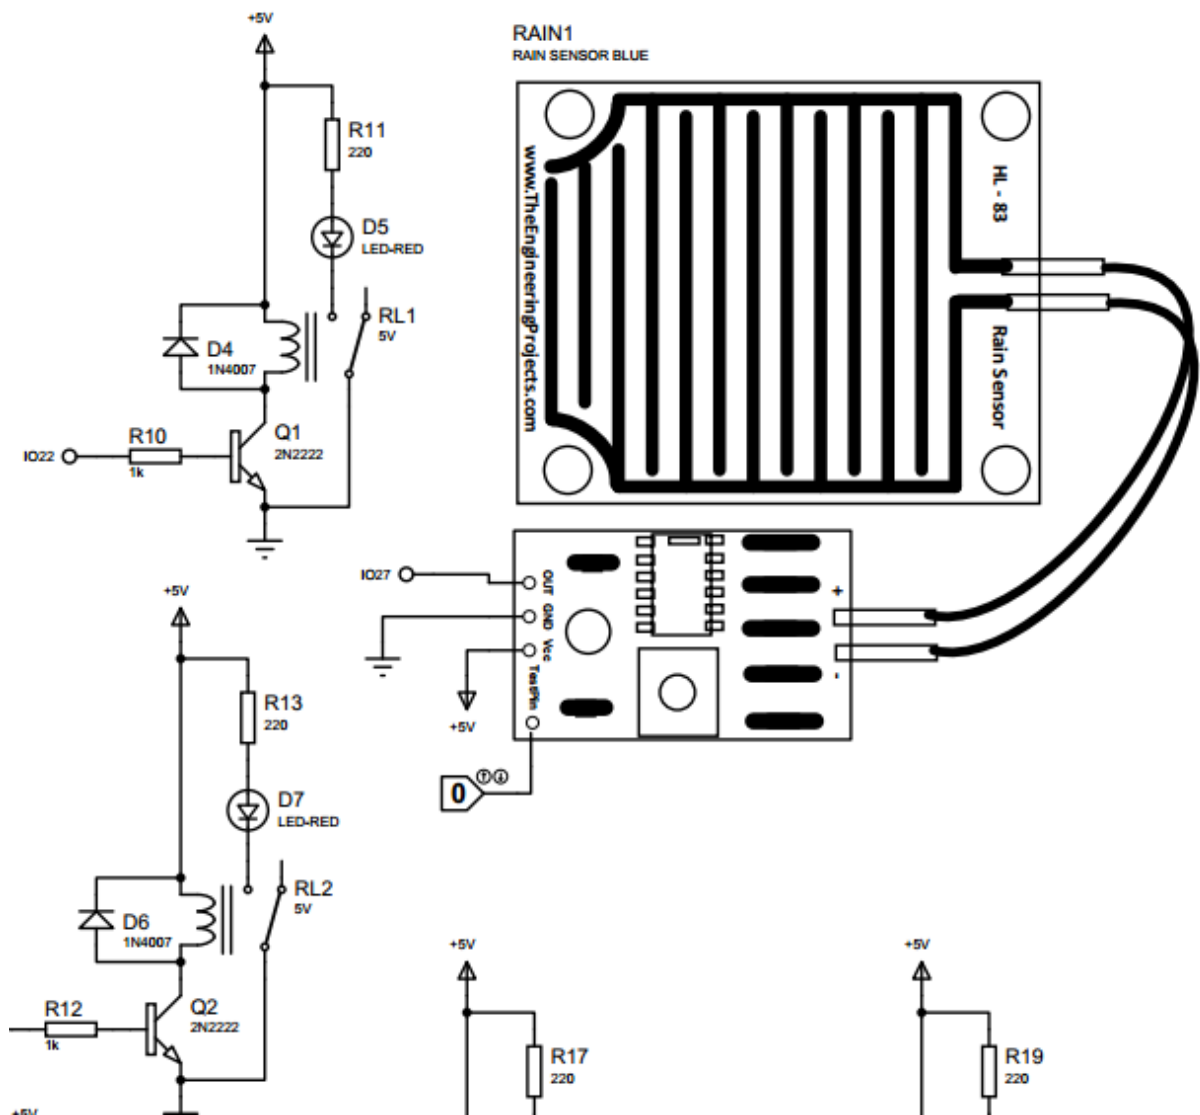 +5V
RAIN1
RAIN SENSOR BLUE
R11
220
D5
LED-RED
RL1
5V
D4
1N4007
Q1
2N2222
R10
1k
IO22
www.TheEngineeringProjects.com
HL - 83
Rain Sensor
IO27
OUT
GND
Vcc
TestPin
+
-
+5V
0
+5V
R13
220
D7
LED-RED
RL2
5V
D6
1N4007
Q2
2N2222
R12
1k
+5V
+5V
R17
220
+5V
R19
220